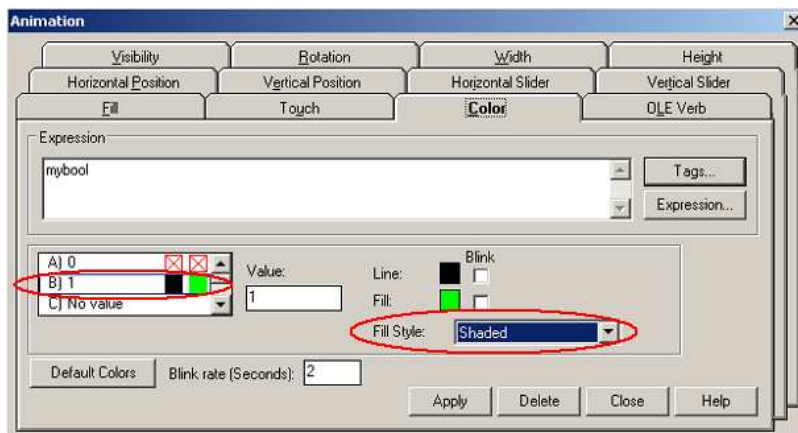 Animation
Visibility Rotation Width Height
Horizontal Position Vertical Position Horizontal Slider Vertical Slider
Fill Touch Color OLE Verb
Expression
mybool
Tags...
Expression...
A) 0
B) 1
C) No value
Value:
1
Blink
Line:
Fill:
Fill Style: Shaded
Default Colors Blink rate (Seconds): 2
Apply Delete Close Help